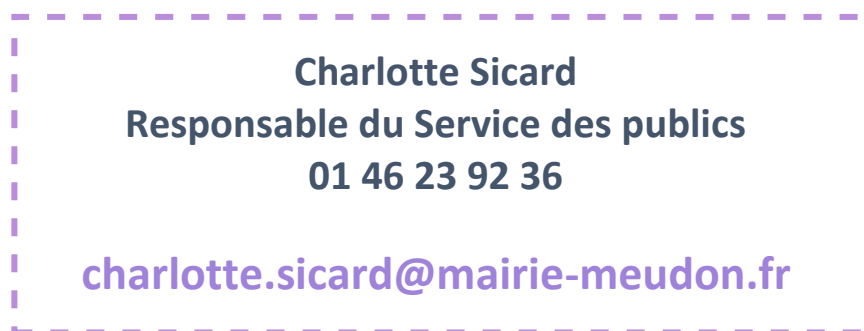 Charlotte Sicard
Responsable du Service des publics
01 46 23 92 36
charlotte.sicard@mairie-meudon.fr